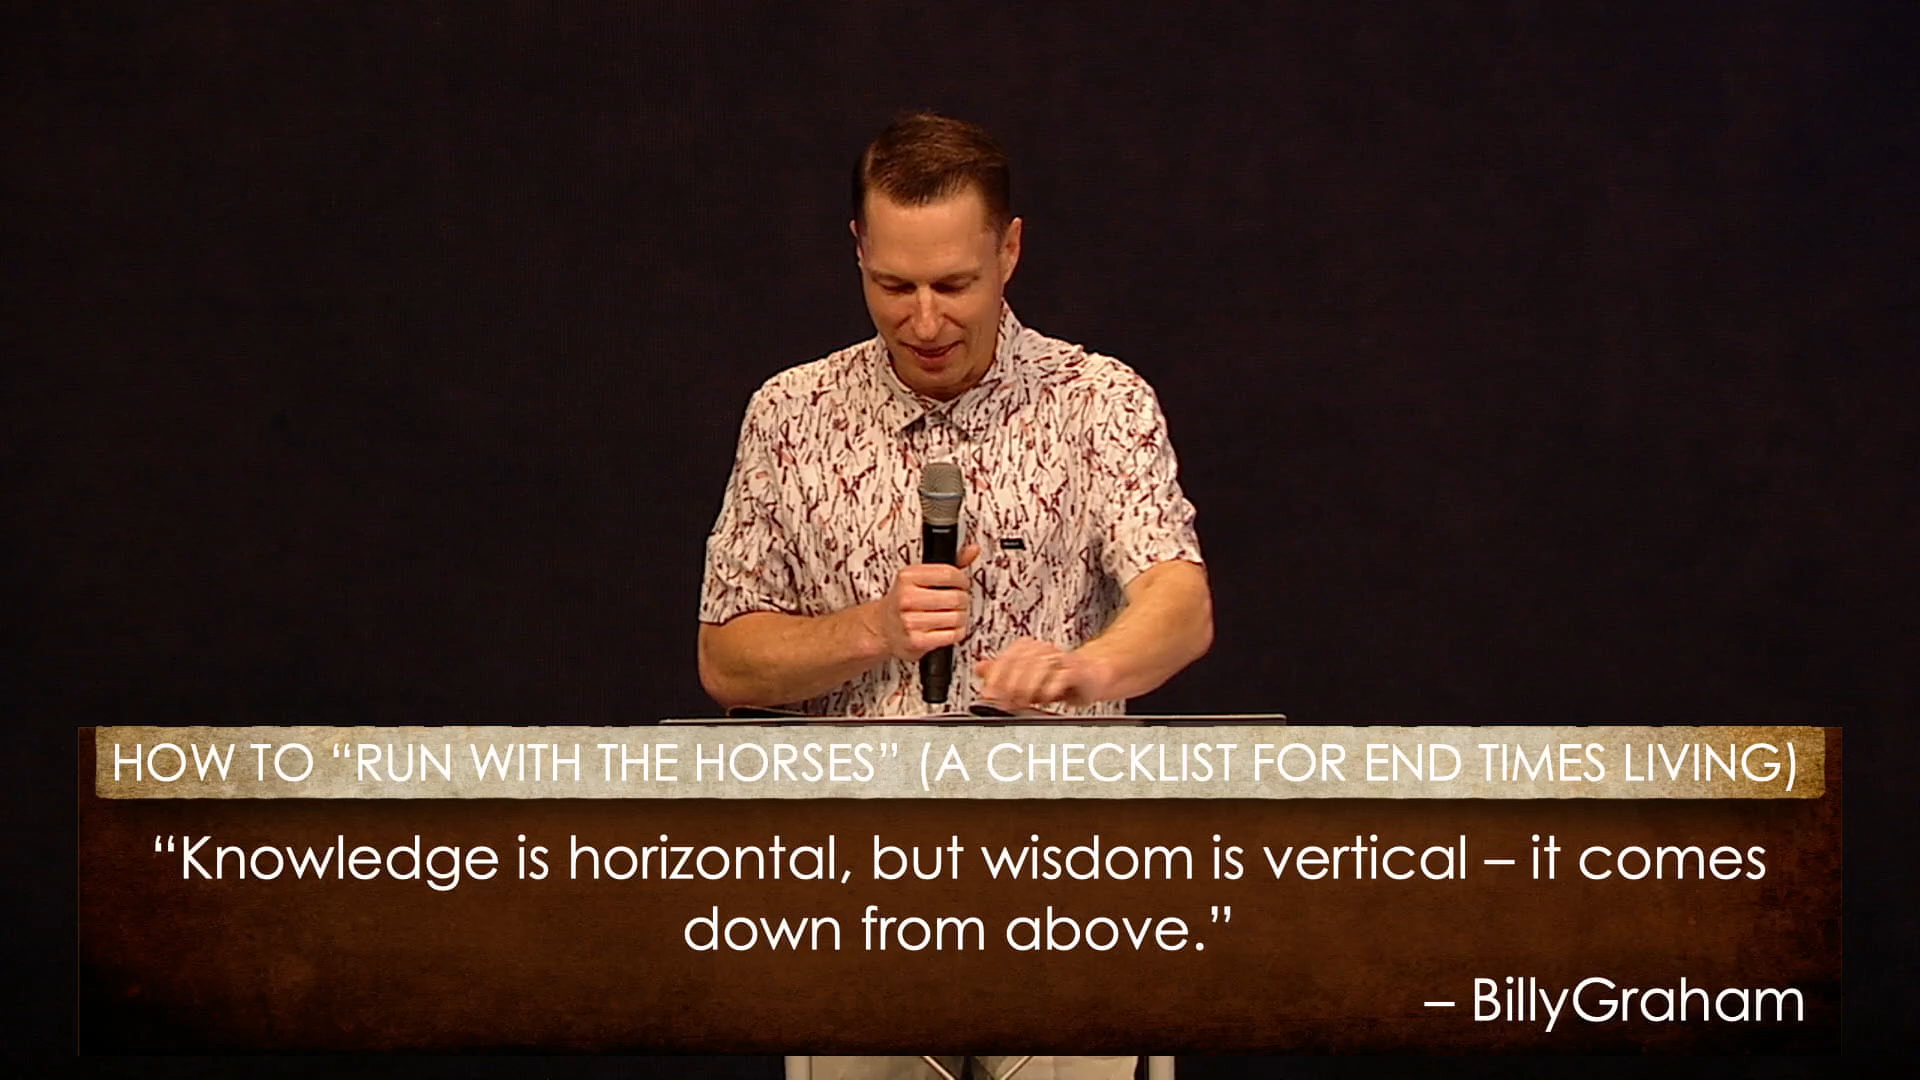 HOW TO “RUN WITH THE HORSES” (A CHECKLIST FOR END TIMES LIVING)
“Knowledge is horizontal, but wisdom is vertical – it comes
down from above.”
– BillyGraham